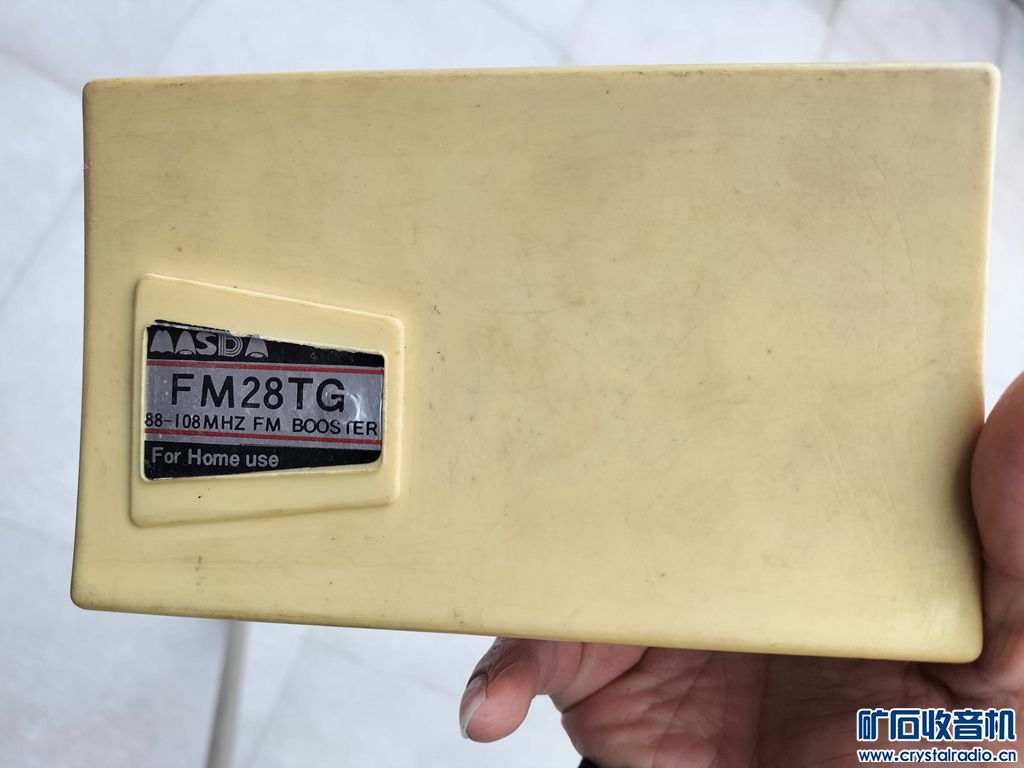 MASDA
FM28TG
88-108MHZ FM BOOSTER
For Home use
矿石收音机
www.crystalradio.cn